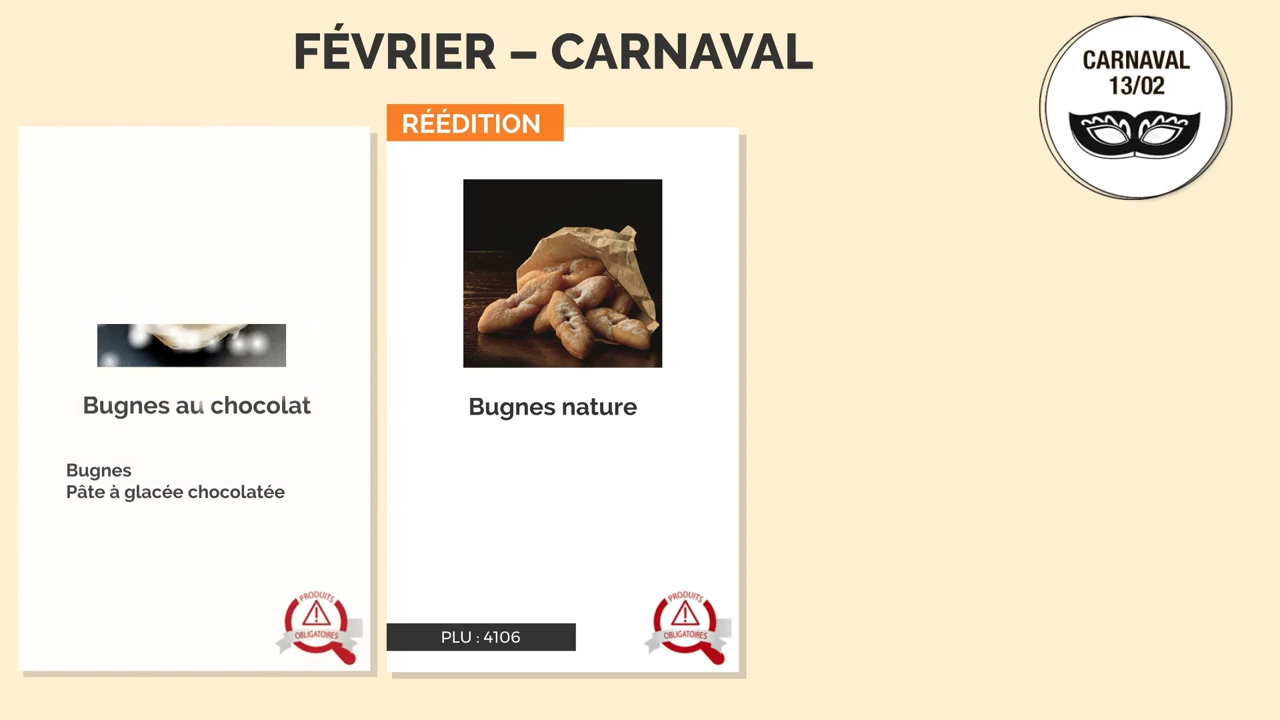 FÉVRIER – CARNAVAL
CARNAVAL
13/02
RÉÉDITION
Bugnes au chocolat
Bugnes
Pâte à glacée chocolatée
PRODUITS
OBLIGATOIRES
Bugnes nature
PLU : 4106
PRODUITS
OBLIGATOIRES